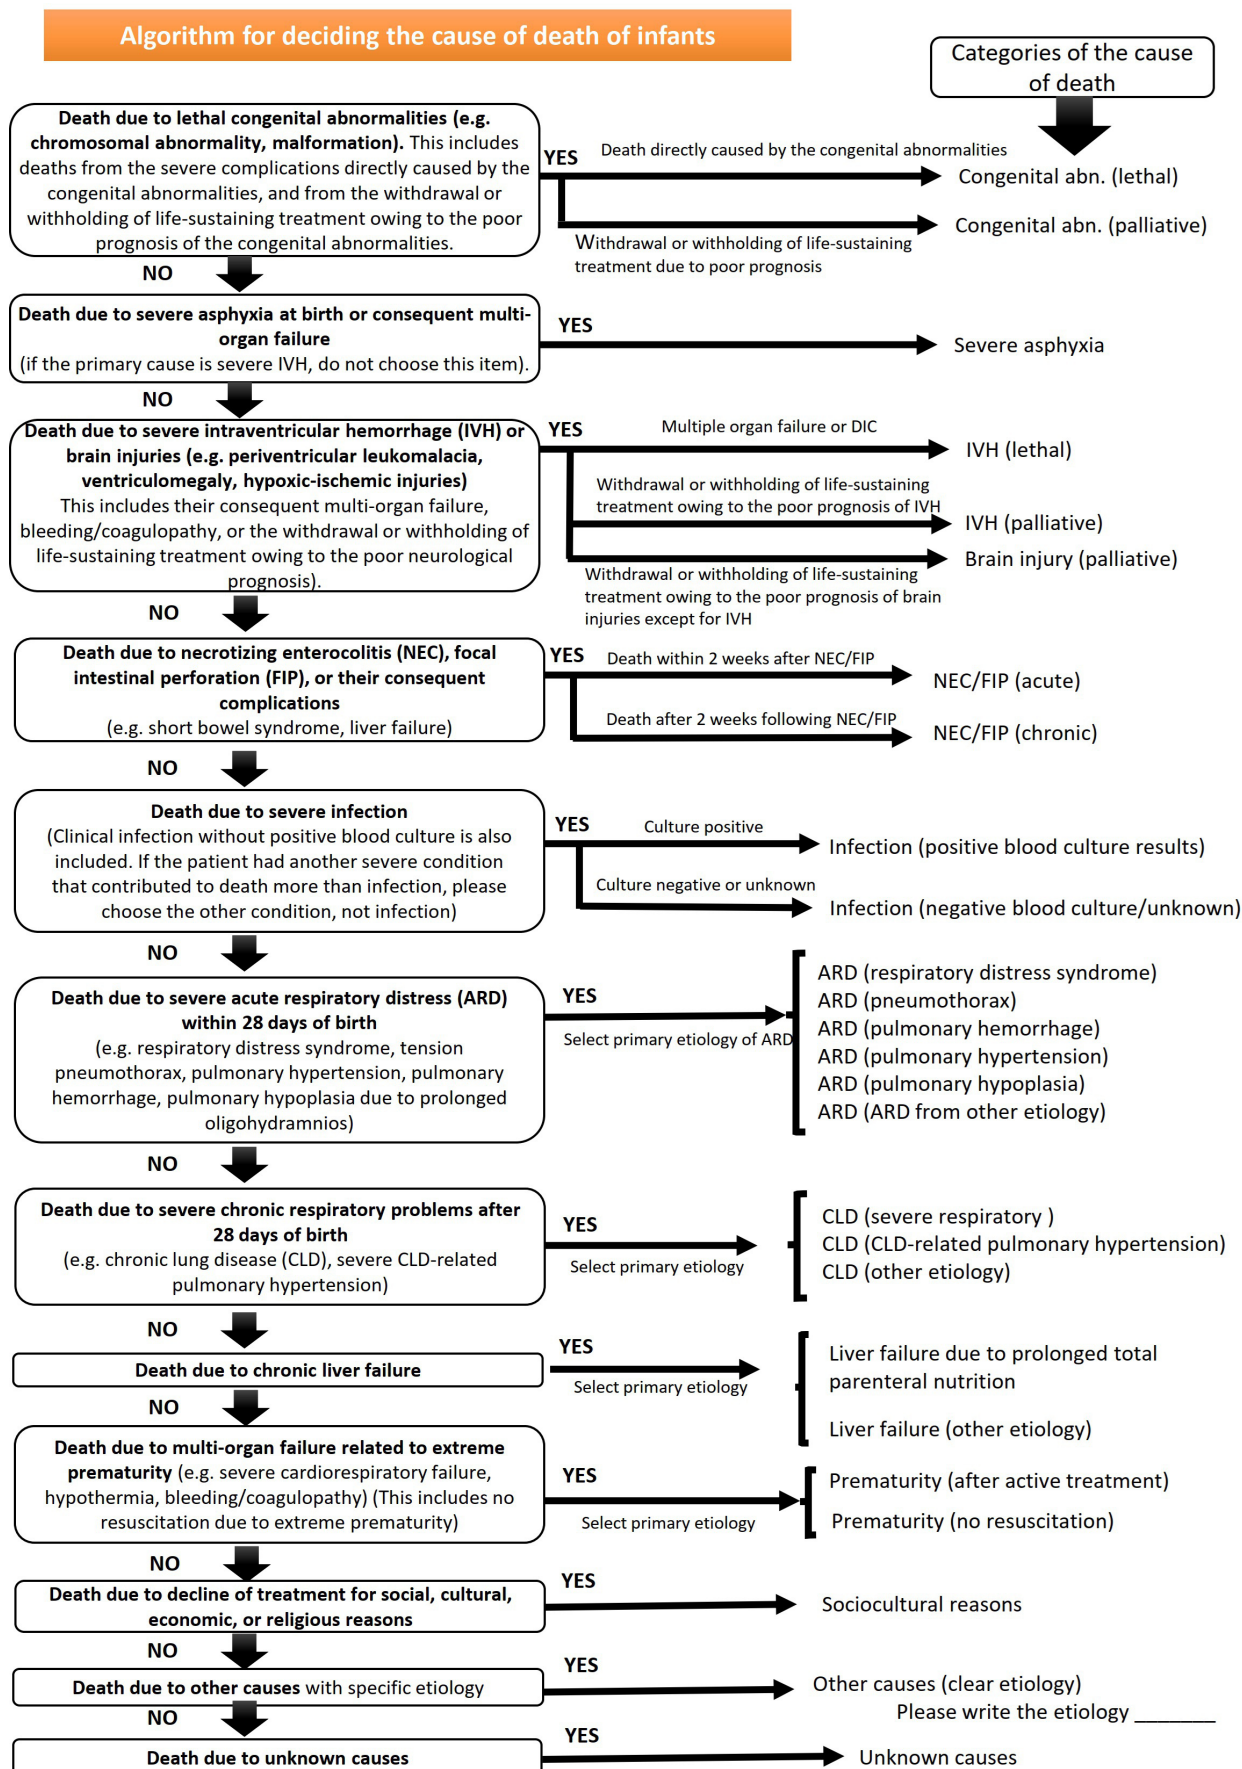 Algorithm for deciding the cause of death of infants
Categories of the cause
of death
Death due to lethal congenital abnormalities (e.g.
chromosomal abnormality, malformation). This includes
deaths from the severe complications directly caused by the
congenital abnormalities, and from the withdrawal or
withholding of life-sustaining treatment owing to the poor
prognosis of the congenital abnormalities.
YES
Death directly caused by the congenital abnormalities
Congenital abn. (lethal)
Congenital abn. (palliative)
Withdrawal or withholding of life-sustaining
treatment due to poor prognosis
NO
Death due to severe asphyxia at birth or consequent multi-
organ failure
(if the primary cause is severe IVH, do not choose this item).
YES
Severe asphyxia
NO
Death due to severe intraventricular hemorrhage (IVH) or
brain injuries (e.g. periventricular leukomalacia,
ventriculomegaly, hypoxic-ischemic injuries)
This includes their consequent multi-organ failure,
bleeding/coagulopathy, or the withdrawal or withholding of
life-sustaining treatment owing to the poor neurological
prognosis).
YES
Multiple organ failure or DIC
IVH (lethal)
Withdrawal or withholding of life-sustaining
treatment owing to the poor prognosis of IVH
IVH (palliative)
Brain injury (palliative)
Withdrawal or withholding of life-sustaining
treatment owing to the poor prognosis of brain
injuries except for IVH
NO
Death due to necrotizing enterocolitis (NEC), focal
intestinal perforation (FIP), or their consequent
complications
(e.g. short bowel syndrome, liver failure)
YES
Death within 2 weeks after NEC/FIP
NEC/FIP (acute)
Death after 2 weeks following NEC/FIP
NEC/FIP (chronic)
NO
Death due to severe infection
(Clinical infection without positive blood culture is also
included. If the patient had another severe condition
that contributed to death more than infection, please
choose the other condition, not infection)
YES
Culture positive
Infection (positive blood culture results)
Culture negative or unknown
Infection (negative blood culture/unknown)
NO
Death due to severe acute respiratory distress (ARD)
within 28 days of birth
(e.g. respiratory distress syndrome, tension
pneumothorax, pulmonary hypertension, pulmonary
hemorrhage, pulmonary hypoplasia due to prolonged
oligohydramnios)
YES
Select primary etiology of ARD
ARD (respiratory distress syndrome)
ARD (pneumothorax)
ARD (pulmonary hemorrhage)
ARD (pulmonary hypertension)
ARD (pulmonary hypoplasia)
ARD (ARD from other etiology)
NO
Death due to severe chronic respiratory problems after
28 days of birth
(e.g. chronic lung disease (CLD), severe CLD-related
pulmonary hypertension)
YES
Select primary etiology
CLD (severe respiratory )
CLD (CLD-related pulmonary hypertension)
CLD (other etiology)
NO
Death due to chronic liver failure
YES
Select primary etiology
Liver failure due to prolonged total
parenteral nutrition
Liver failure (other etiology)
NO
Death due to multi-organ failure related to extreme
prematurity (e.g. severe cardiorespiratory failure,
hypothermia, bleeding/coagulopathy) (This includes no
resuscitation due to extreme prematurity)
YES
Select primary etiology
Prematurity (after active treatment)
Prematurity (no resuscitation)
NO
Death due to decline of treatment for social, cultural,
economic, or religious reasons
YES
Sociocultural reasons
NO
Death due to other causes with specific etiology
YES
Other causes (clear etiology)
Please write the etiology _______
NO
Death due to unknown causes
YES
Unknown causes